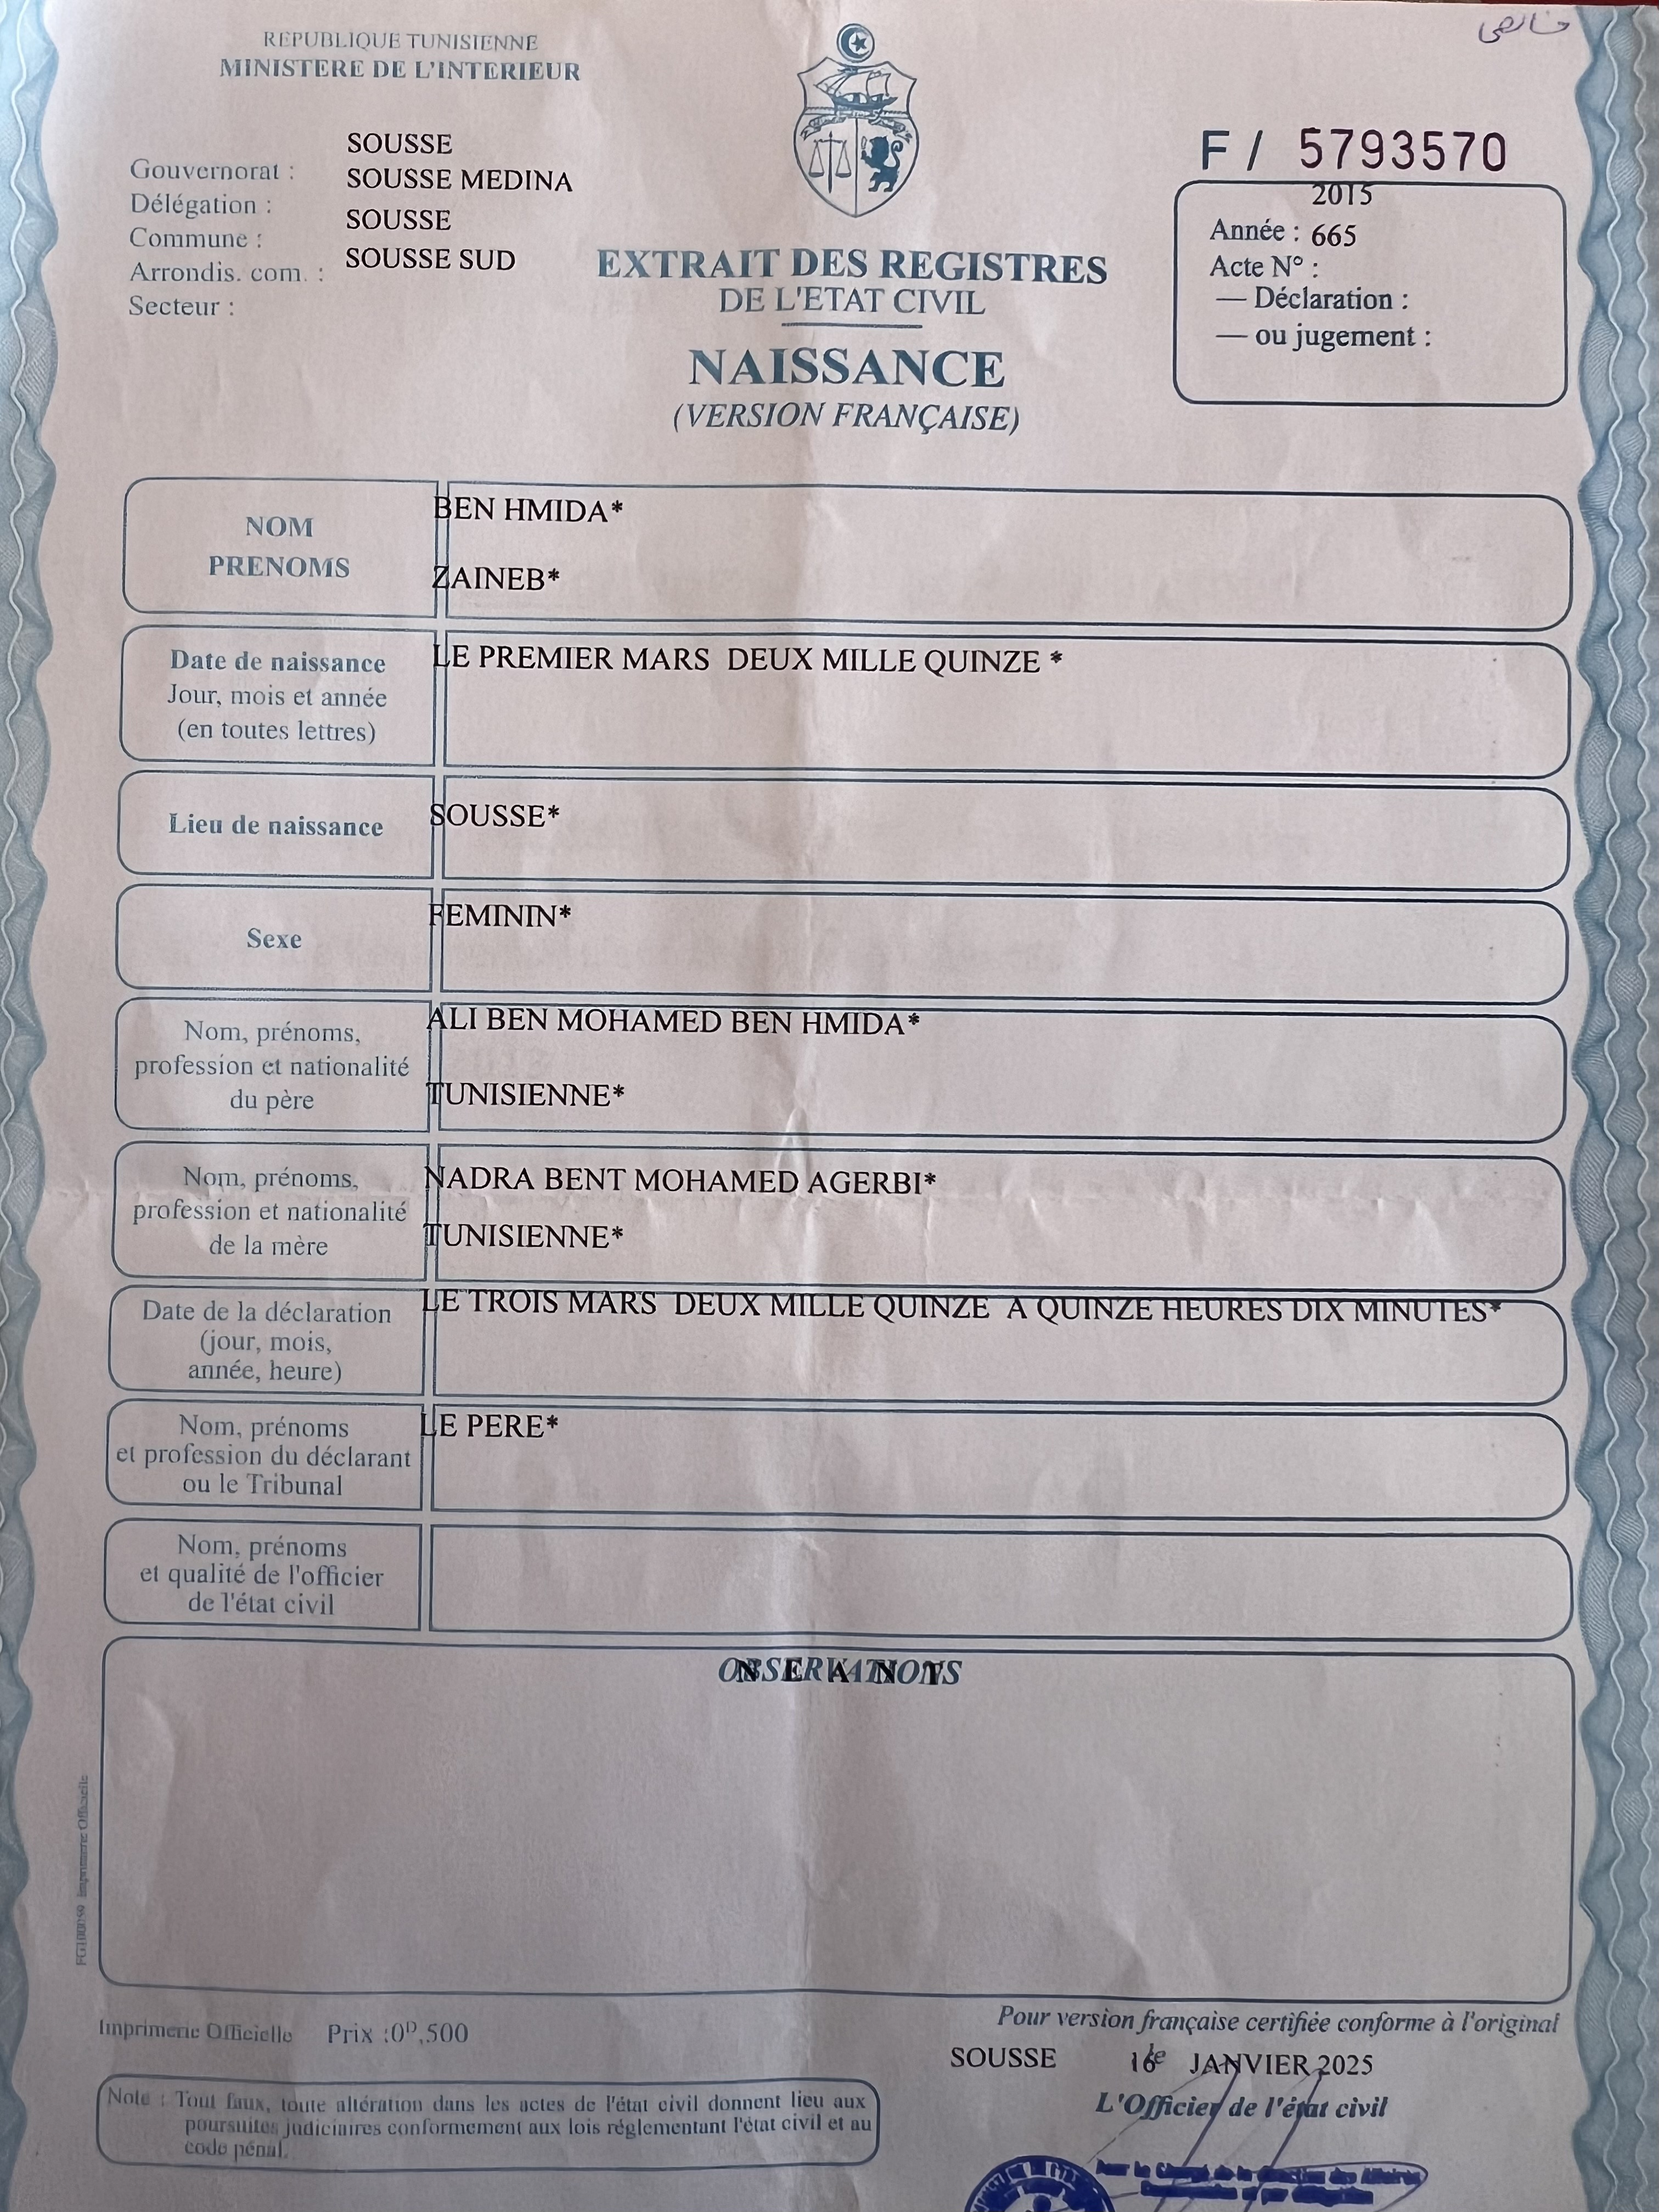 خالص
REPUBLIQUE TUNISIENNE
MINISTERE DE L'INTERIEUR
Gouvernorat : SOUSSE
Délégation : SOUSSE MEDINA
Commune : SOUSSE
Arrondis. com. : SOUSSE SUD
Secteur :
F / 5793570
2015
Année : 665
Acte N° :
— Déclaration :
— ou jugement :
EXTRAIT DES REGISTRES
DE L'ETAT CIVIL
NAISSANCE
(VERSION FRANÇAISE)
NOM BEN HMIDA*
PRENOMS ZAINEB*
Date de naissance LE PREMIER MARS DEUX MILLE QUINZE *
Jour, mois et année
(en toutes lettres)
Lieu de naissance SOUSSE*
Sexe FEMININ*
Nom, prénoms, ALI BEN MOHAMED BEN HMIDA*
profession et nationalité
du père TUNISIENNE*
Nom, prénoms, NADRA BENT MOHAMED AGERBI*
profession et nationalité
de la mère TUNISIENNE*
Date de la déclaration LE TROIS MARS DEUX MILLE QUINZE A QUINZE HEURES DIX MINUTES*
(jour, mois,
année, heure)
Nom, prénoms LE PERE*
et profession du déclarant
ou le Tribunal
Nom, prénoms
et qualité de l'officier
de l'état civil
OBSERVATIONS
N E A N T
Imprimerie Officielle
Imprimerie Officielle Prix :0ᴰ,500
Pour version française certifiée conforme à l'original
SOUSSE le 16 JANVIER 2025
L'Officier de l'état civil
Note : Tout faux, toute altération dans les actes de l'état civil donnent lieu aux
poursuites judiciaires conformement aux lois réglementant l'état civil et au
code pénal.